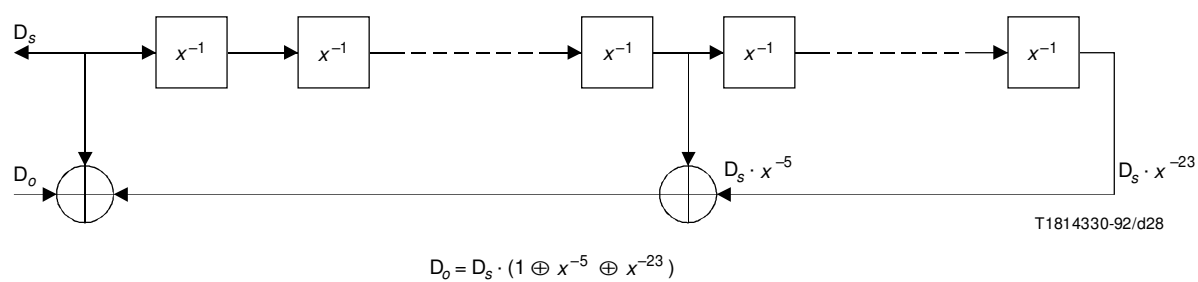 Dₛ
x⁻¹
x⁻¹
x⁻¹
x⁻¹
x⁻¹
Dₒ
Dₛ · x⁻⁵
Dₛ · x⁻²³
T1814330-92/d28
Dₒ = Dₛ · (1 ⊕ x⁻⁵ ⊕ x⁻²³)